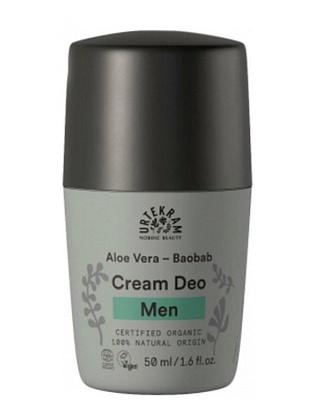 URTEKRAM
NORDIC BEAUTY
Aloe Vera – Baobab
Cream Deo
Men
CERTIFIED ORGANIC
100% NATURAL ORIGIN
Vegan
50 ml / 1.6 fl.oz.